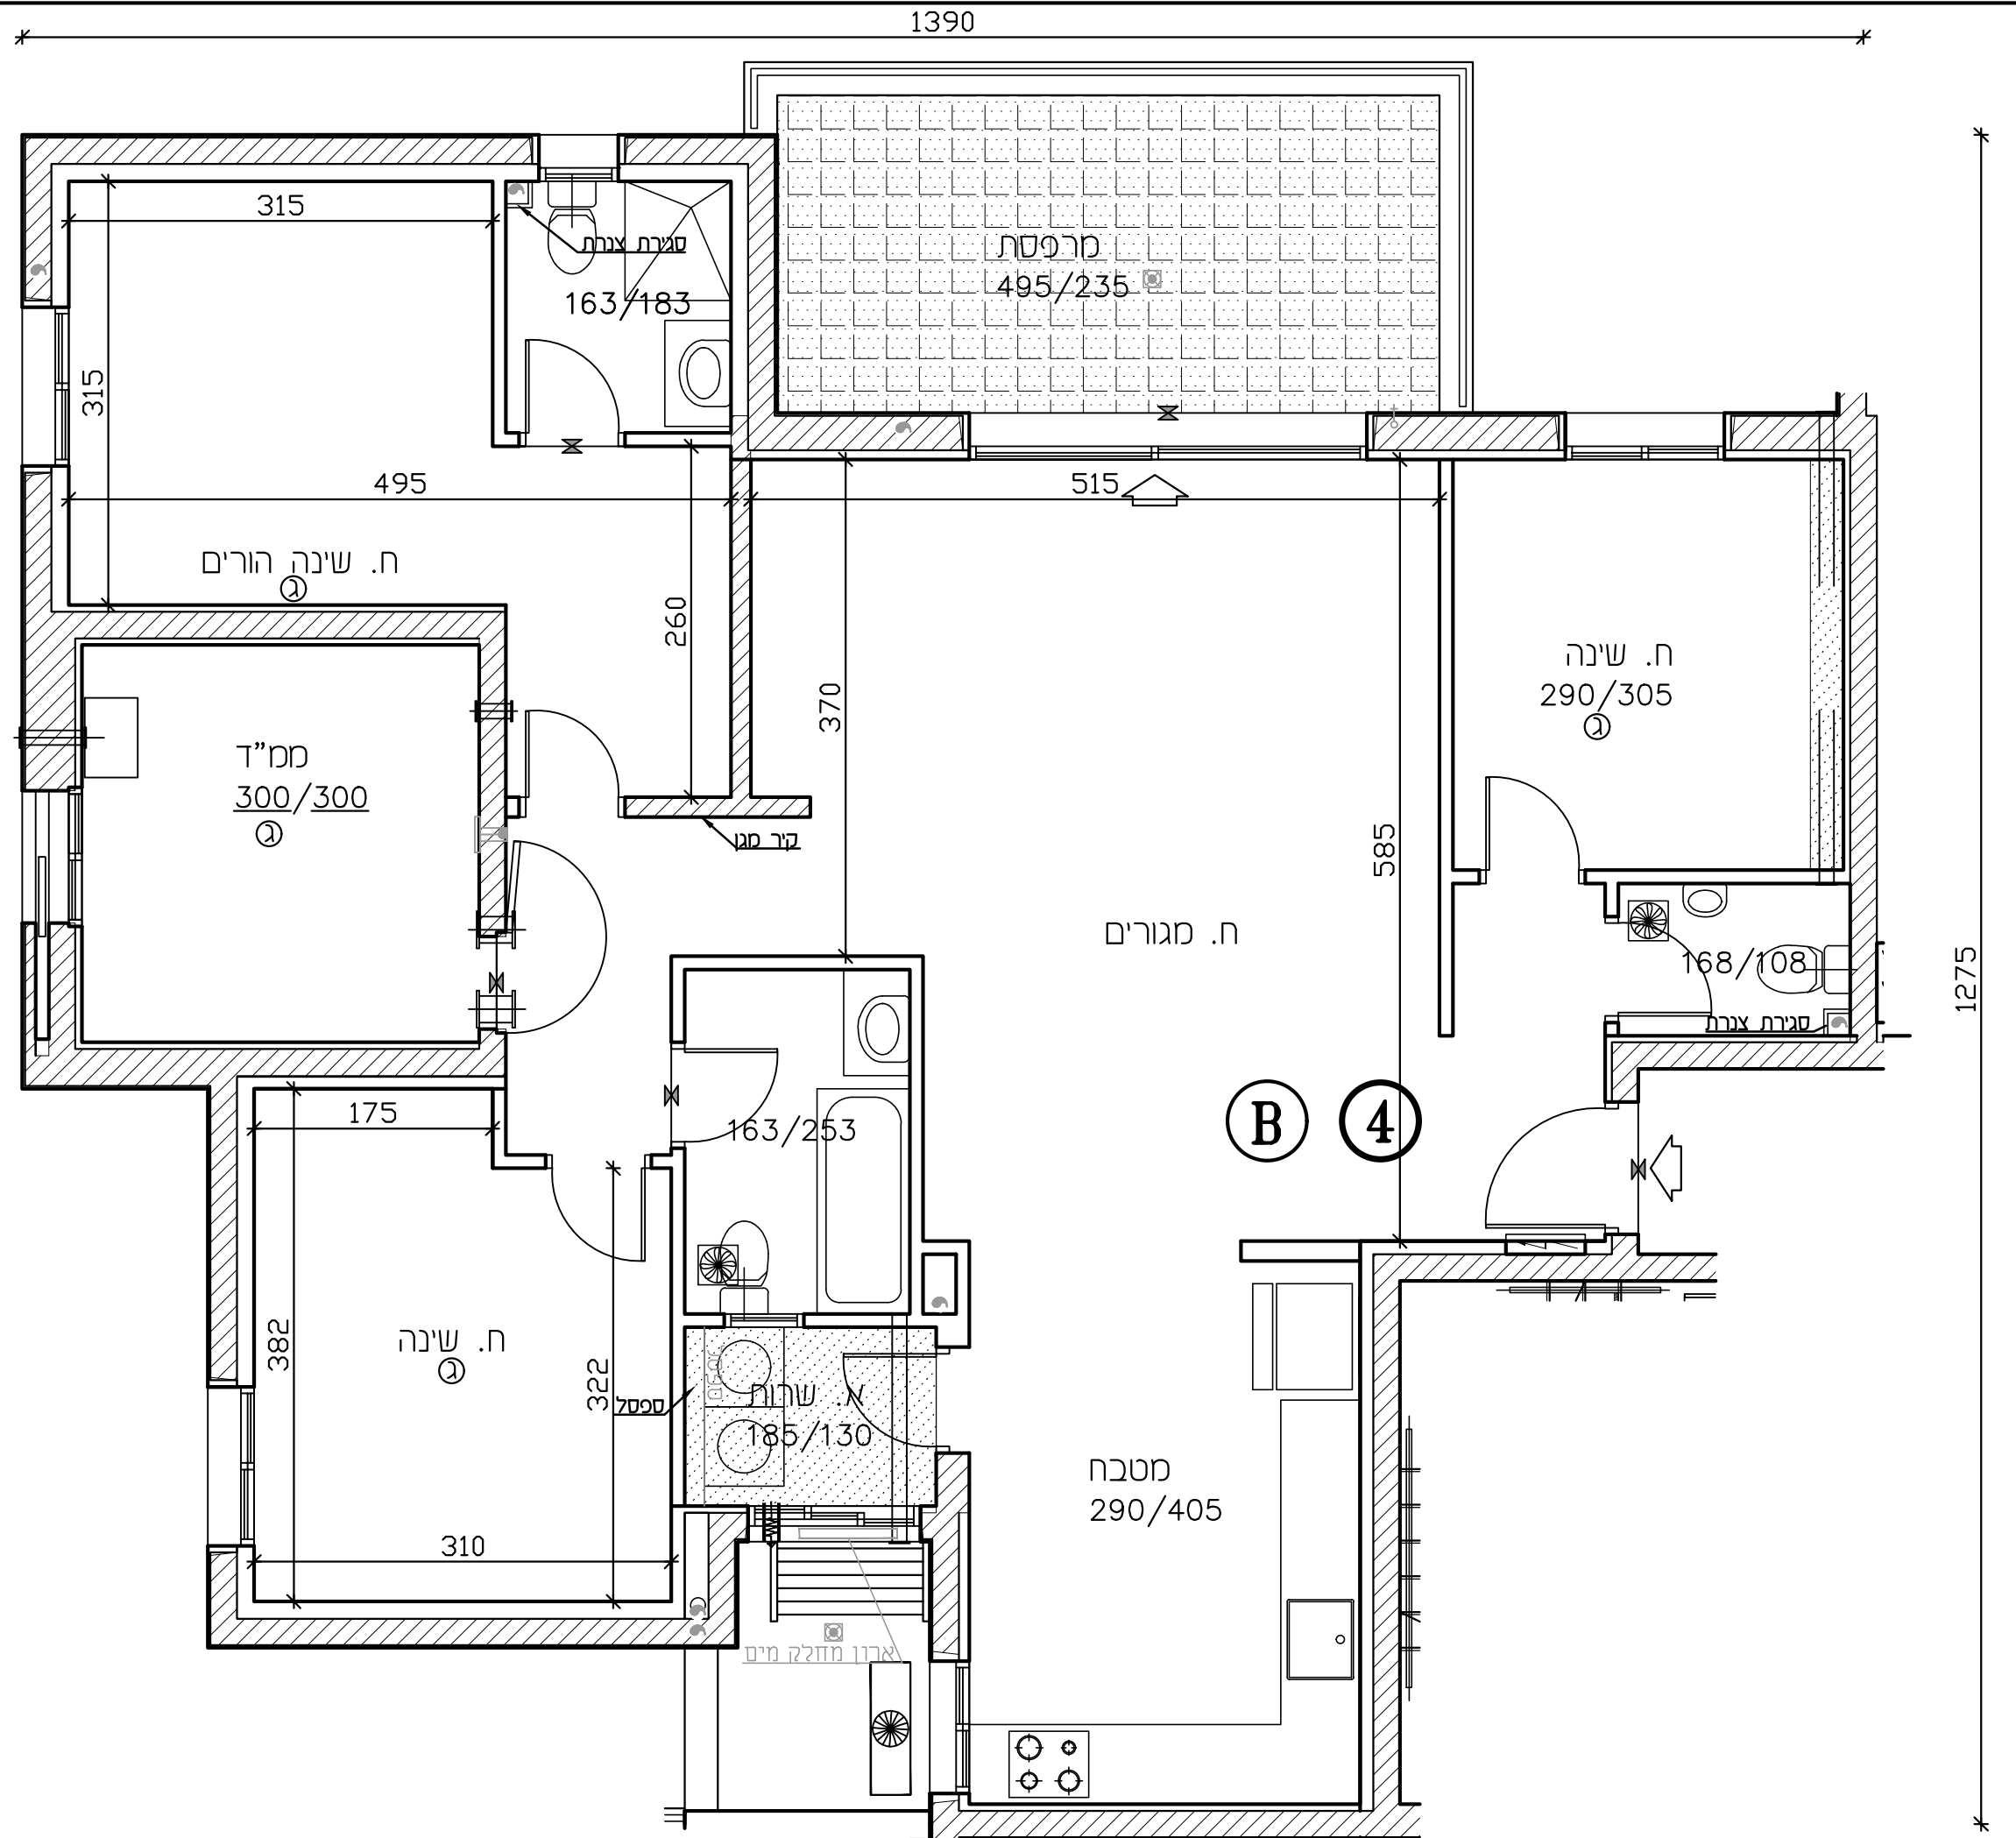 1390
315
סגירת צנרת
163/183
מרפסת
495/235
315
495
515
ח. שינה הורים
ג
260
370
ח. שינה
290/305
ג
ממ"ד
300/300
ג
קיר מגן
585
ח. מגורים
168/108
סגירת צנרת
1275
175
163/253
B
4
382
ח. שינה
ג
322
ספסל
א. שרות
185/130
מטבח
290/405
310
ארון מחלק מים